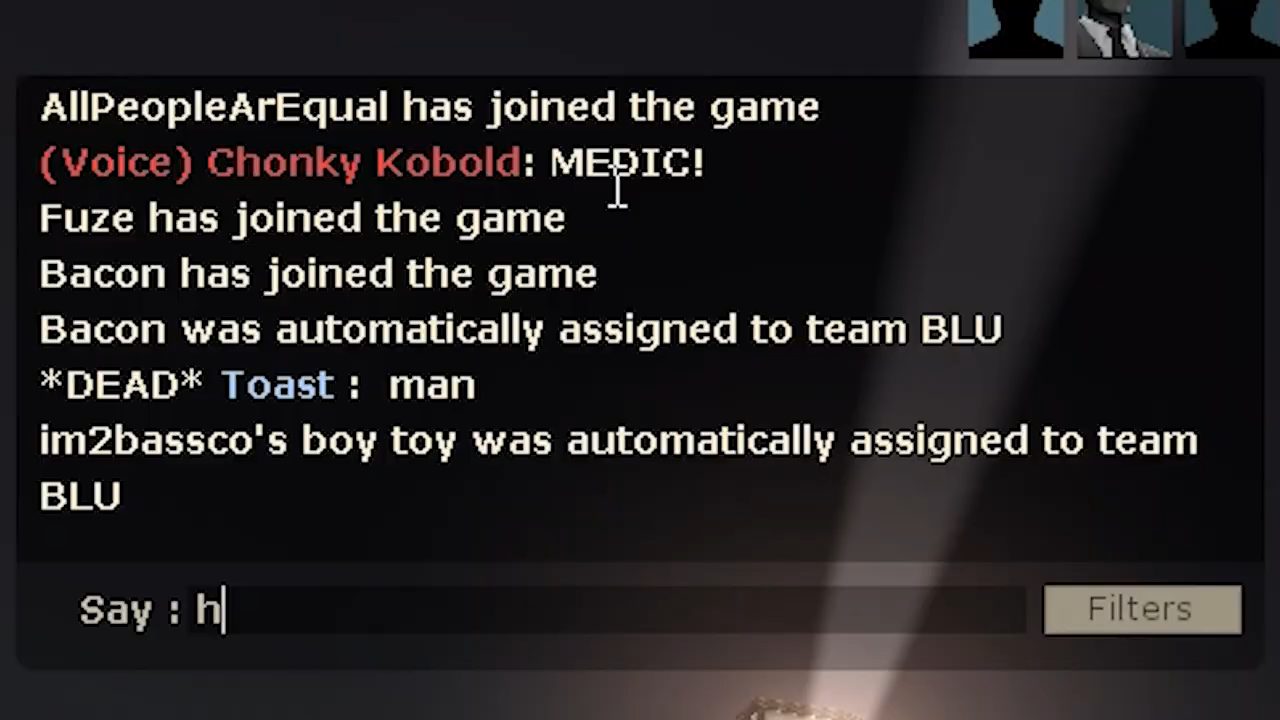 AllPeopleArEqual has joined the game
(Voice) Chonky Kobold: MEDIC!
Fuze has joined the game
Bacon has joined the game
Bacon was automatically assigned to team BLU
*DEAD* Toast :  man
im2bassco's boy toy was automatically assigned to team
BLU
Say : h
Filters